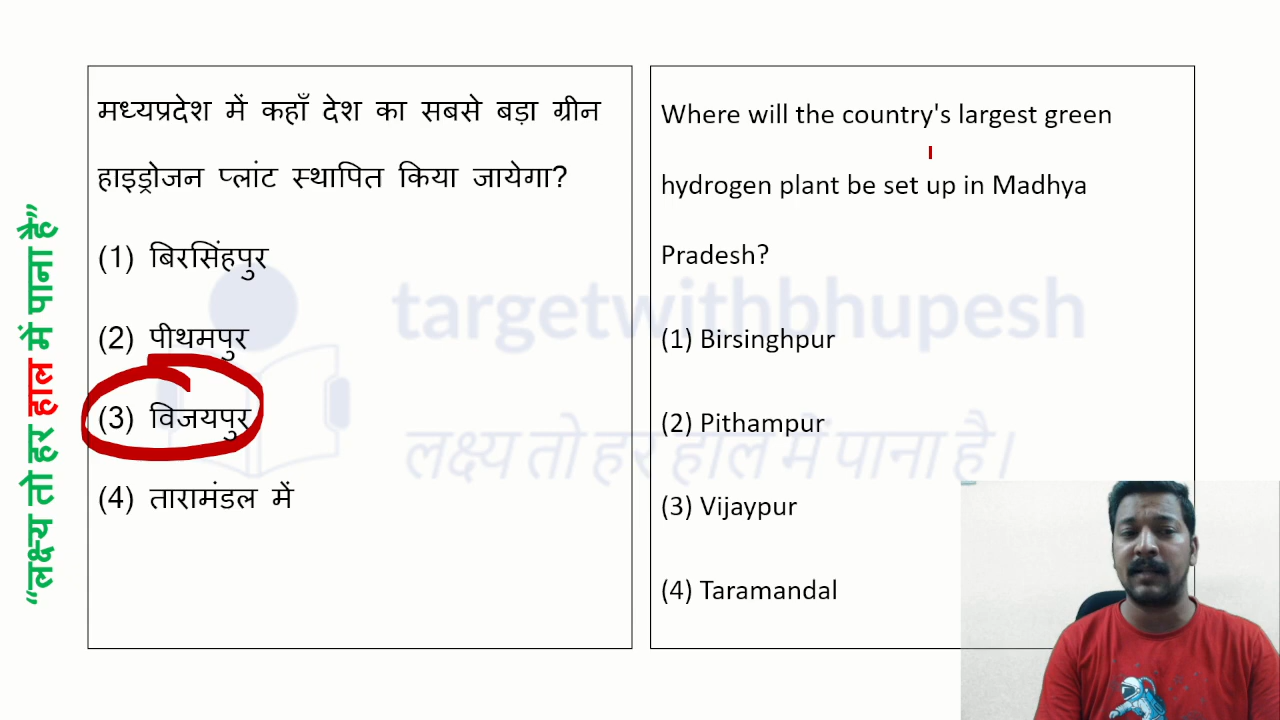 "लक्ष्य तो हर हाल में पाना है"
मध्यप्रदेश में कहाँ देश का सबसे बड़ा ग्रीन
हाइड्रोजन प्लांट स्थापित किया जायेगा?
(1) बिरसिंहपुर
(2) पीथमपुर
(3) विजयपुर
(4) तारामंडल में
Where will the country's largest green
hydrogen plant be set up in Madhya
Pradesh?
(1) Birsinghpur
(2) Pithampur
(3) Vijaypur
(4) Taramandal
targetwithbhupesh
लक्ष्य तो हर हाल में पाना है।